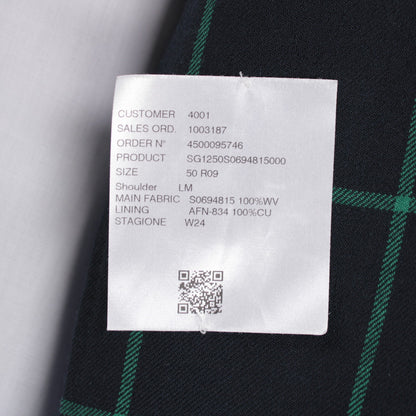 CUSTOMER 4001
SALES ORD. 1003187
ORDER N° 4500095746
PRODUCT SG1250S0694815000
SIZE 50 R09
Shoulder LM
MAIN FABRIC S0694815 100%WV
LINING AFN-834 100%CU
STAGIONE W24